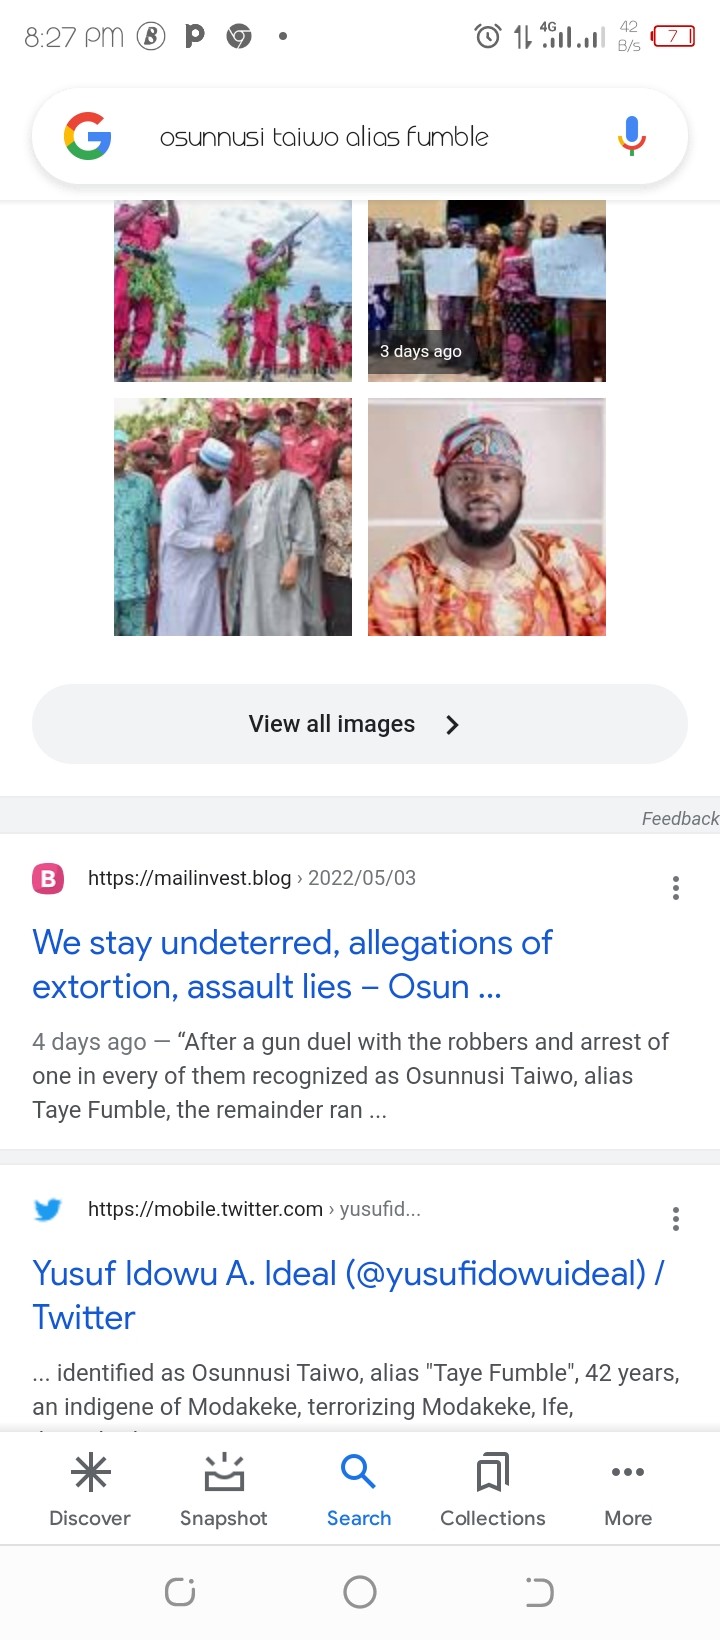 8:27 PM
4G
42
B/s
7
osunnusi taiwo alias fumble
3 days ago
View all images
Feedback
B
https://mailinvest.blog › 2022/05/03
We stay undeterred, allegations of
extortion, assault lies – Osun ...
4 days ago — “After a gun duel with the robbers and arrest of
one in every of them recognized as Osunnusi Taiwo, alias
Taye Fumble, the remainder ran ...
https://mobile.twitter.com › yusufid...
Yusuf Idowu A. Ideal (@yusufidowuideal) /
Twitter
... identified as Osunnusi Taiwo, alias "Taye Fumble", 42 years,
an indigene of Modakeke, terrorizing Modakeke, Ife,
Discover Snapshot Search Collections More